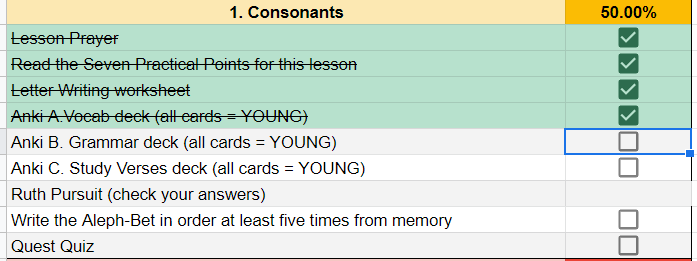 1. Consonants 50.00%
Lesson Prayer
Read the Seven Practical Points for this lesson
Letter Writing worksheet
Anki A.Vocab deck (all cards = YOUNG)
Anki B. Grammar deck (all cards = YOUNG)
Anki C. Study Verses deck (all cards = YOUNG)
Ruth Pursuit (check your answers)
Write the Aleph-Bet in order at least five times from memory
Quest Quiz